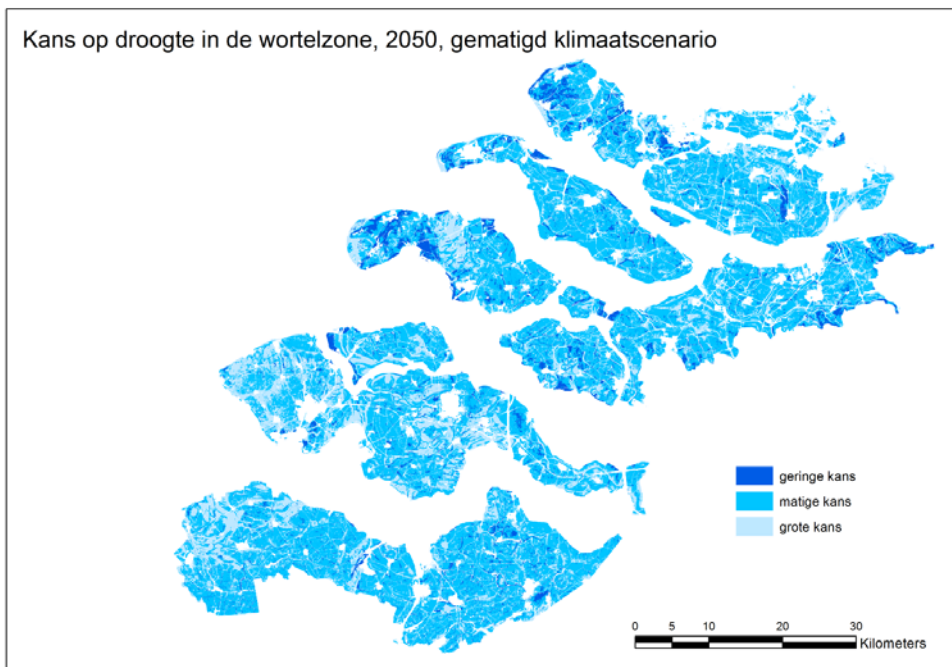 Kans op droogte in de wortelzone, 2050, gematigd klimaatscenario
geringe kans
matige kans
grote kans
0 5 10 20 30
Kilometers